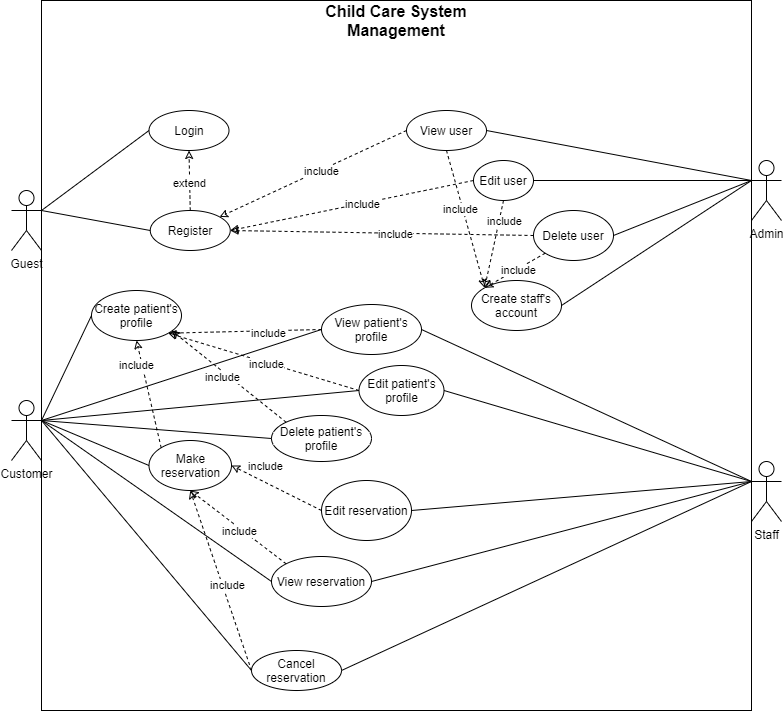 Child Care System
Management
Login
View user
include
extend
Edit user
include
include
include
Register
include
Delete user
Admin
Guest
include
Create staff's
account
Create patient's
profile
View patient's
profile
include
include
include
include
Edit patient's
profile
Delete patient's
profile
Customer
Make
reservation
include
Edit reservation
Staff
include
View reservation
include
Cancel
reservation